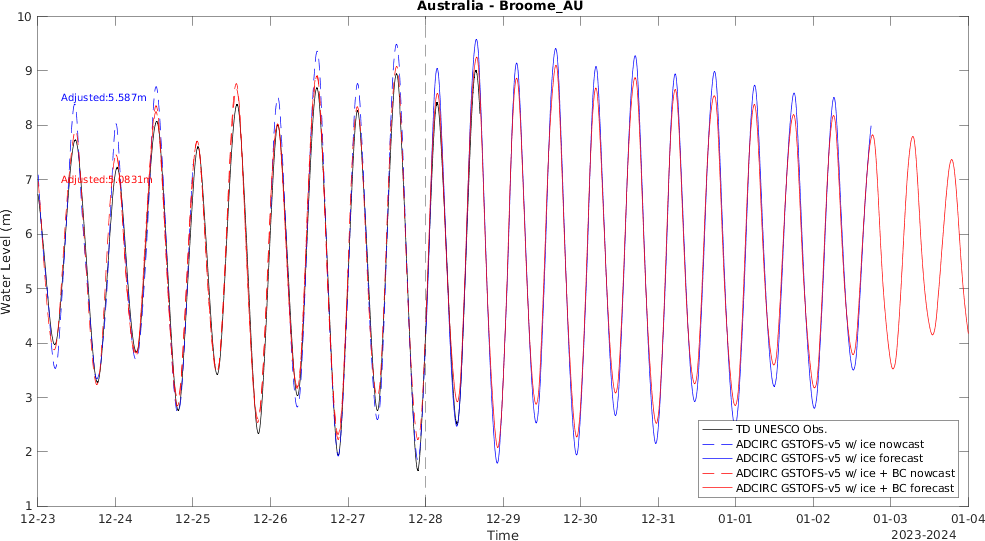 Australia - Broome_AU
10
9
8
7
6
5
4
3
2
1
Water Level (m)
Adjusted:5.587m
Adjusted:5.0831m
TD UNESCO Obs.
ADCIRC GSTOFS-v5 w/ ice nowcast
ADCIRC GSTOFS-v5 w/ ice forecast
ADCIRC GSTOFS-v5 w/ ice + BC nowcast
ADCIRC GSTOFS-v5 w/ ice + BC forecast
12-23 12-24 12-25 12-26 12-27 12-28 12-29 12-30 12-31 01-01 01-02 01-03 01-04
Time
2023-2024